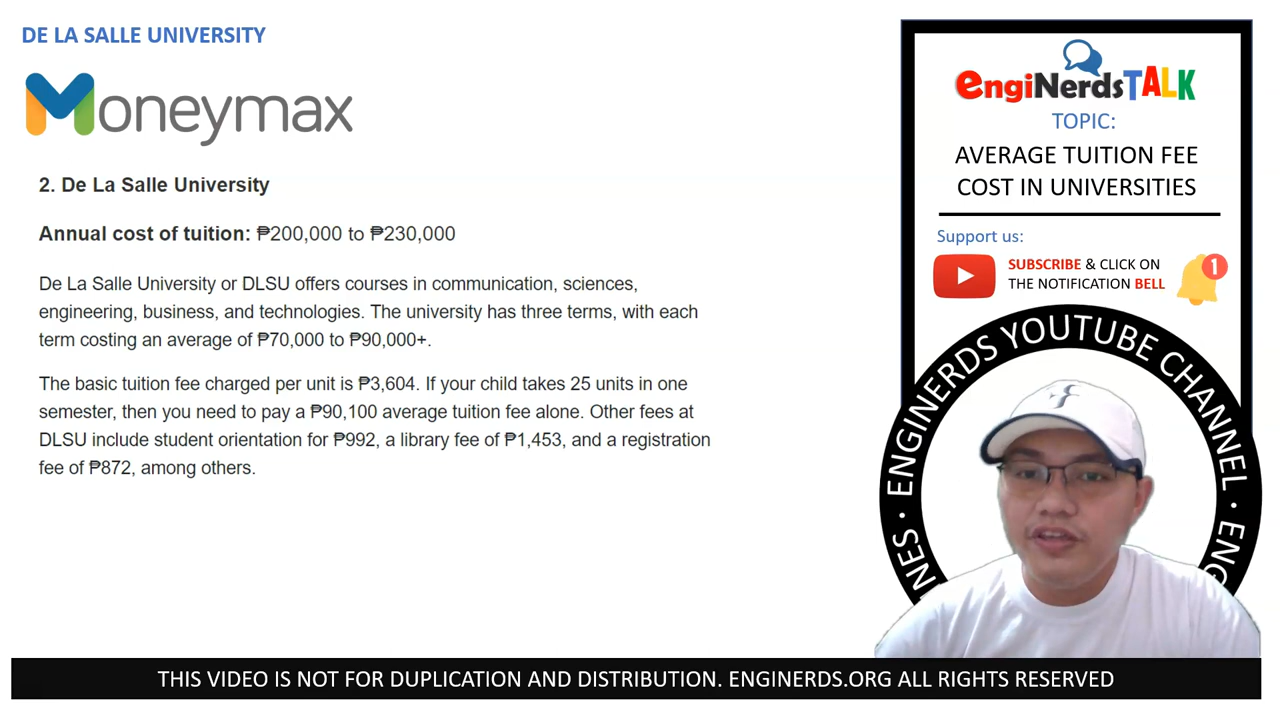 DE LA SALLE UNIVERSITY
Moneymax
2. De La Salle University
Annual cost of tuition: ₱200,000 to ₱230,000
De La Salle University or DLSU offers courses in communication, sciences,
engineering, business, and technologies. The university has three terms, with each
term costing an average of ₱70,000 to ₱90,000+.
The basic tuition fee charged per unit is ₱3,604. If your child takes 25 units in one
semester, then you need to pay a ₱90,100 average tuition fee alone. Other fees at
DLSU include student orientation for ₱992, a library fee of ₱1,453, and a registration
fee of ₱872, among others.
engiNerdsTALK
TOPIC:
AVERAGE TUITION FEE
COST IN UNIVERSITIES
Support us:
SUBSCRIBE & CLICK ON
THE NOTIFICATION BELL
1
ENGINERDS YOUTUBE CHANNEL
THIS VIDEO IS NOT FOR DUPLICATION AND DISTRIBUTION. ENGINERDS.ORG ALL RIGHTS RESERVED